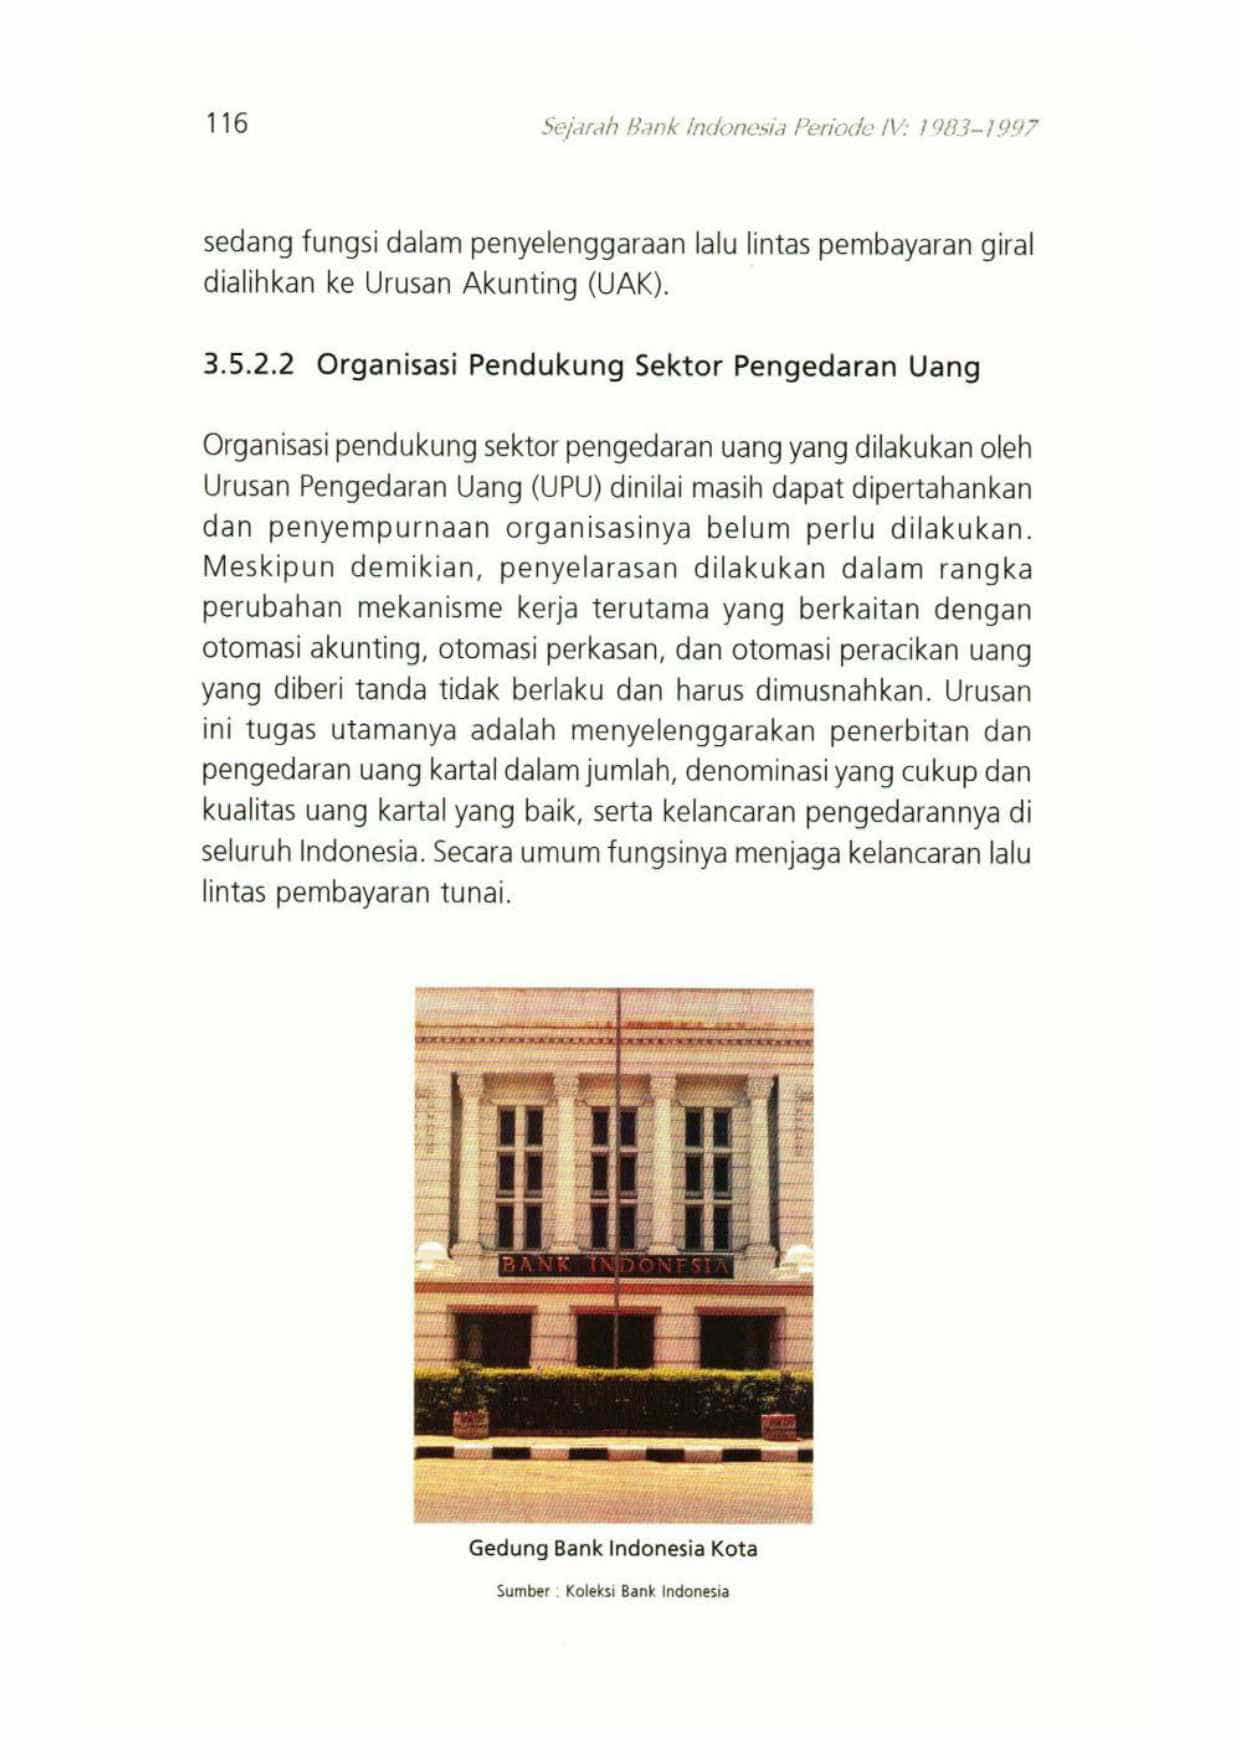 116
Sejarah Bank Indonesia Periode IV: 1983–1997
sedang fungsi dalam penyelenggaraan lalu lintas pembayaran giral
dialihkan ke Urusan Akunting (UAK).
3.5.2.2 Organisasi Pendukung Sektor Pengedaran Uang
Organisasi pendukung sektor pengedaran uang yang dilakukan oleh
Urusan Pengedaran Uang (UPU) dinilai masih dapat dipertahankan
dan penyempurnaan organisasinya belum perlu dilakukan.
Meskipun demikian, penyelarasan dilakukan dalam rangka
perubahan mekanisme kerja terutama yang berkaitan dengan
otomasi akunting, otomasi perkasan, dan otomasi peracikan uang
yang diberi tanda tidak berlaku dan harus dimusnahkan. Urusan
ini tugas utamanya adalah menyelenggarakan penerbitan dan
pengedaran uang kartal dalam jumlah, denominasi yang cukup dan
kualitas uang kartal yang baik, serta kelancaran pengedarannya di
seluruh Indonesia. Secara umum fungsinya menjaga kelancaran lalu
lintas pembayaran tunai.
BANK INDONESIA
Gedung Bank Indonesia Kota
Sumber : Koleksi Bank Indonesia